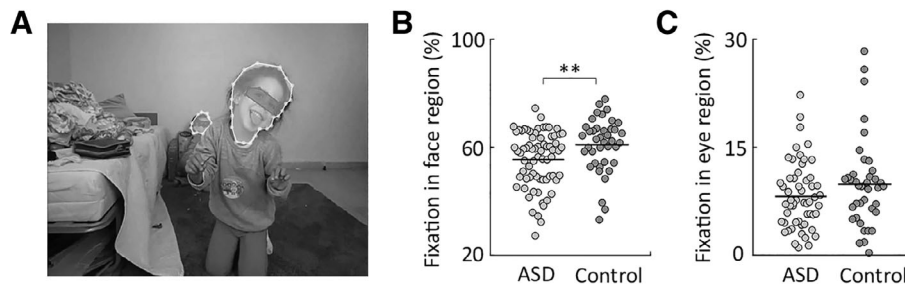 A
B
Fixation in face region (%)
100
60
20
**
ASD
Control
C
Fixation in eye region (%)
30
15
0
ASD
Control